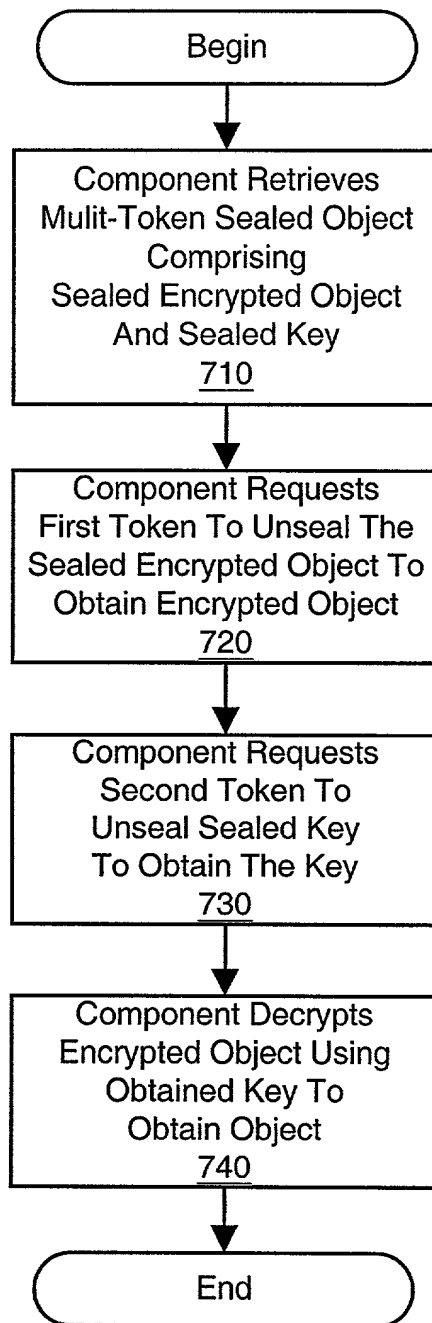 Begin
Component Retrieves
Mulit-Token Sealed Object
Comprising
Sealed Encrypted Object
And Sealed Key
710
Component Requests
First Token To Unseal The
Sealed Encrypted Object To
Obtain Encrypted Object
720
Component Requests
Second Token To
Unseal Sealed Key
To Obtain The Key
730
Component Decrypts
Encrypted Object Using
Obtained Key To
Obtain Object
740
End